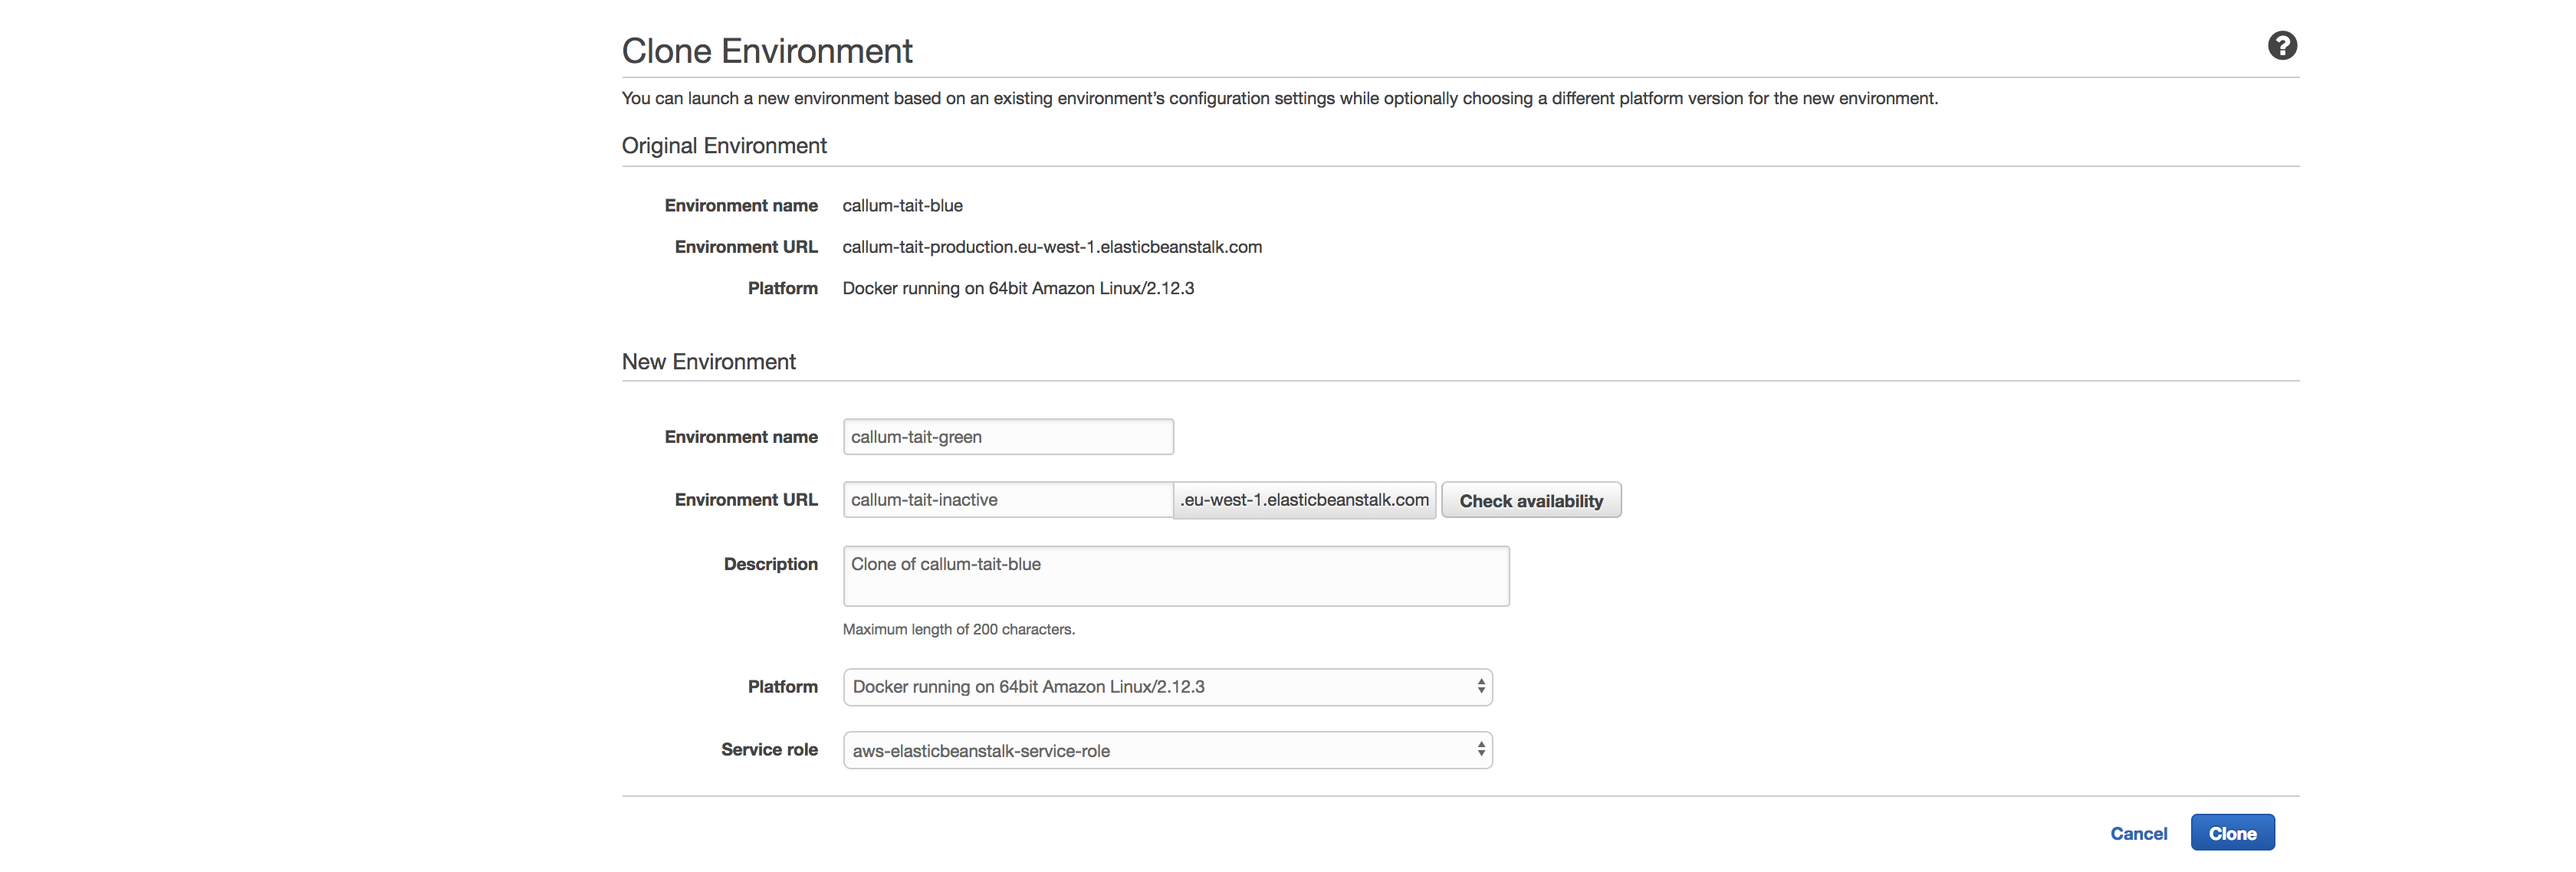 Clone Environment
?
You can launch a new environment based on an existing environment's configuration settings while optionally choosing a different platform version for the new environment.
Original Environment
Environment name callum-tait-blue
Environment URL callum-tait-production.eu-west-1.elasticbeanstalk.com
Platform Docker running on 64bit Amazon Linux/2.12.3
New Environment
Environment name callum-tait-green
Environment URL callum-tait-inactive .eu-west-1.elasticbeanstalk.com Check availability
Description Clone of callum-tait-blue
Maximum length of 200 characters.
Platform Docker running on 64bit Amazon Linux/2.12.3
Service role aws-elasticbeanstalk-service-role
Cancel Clone